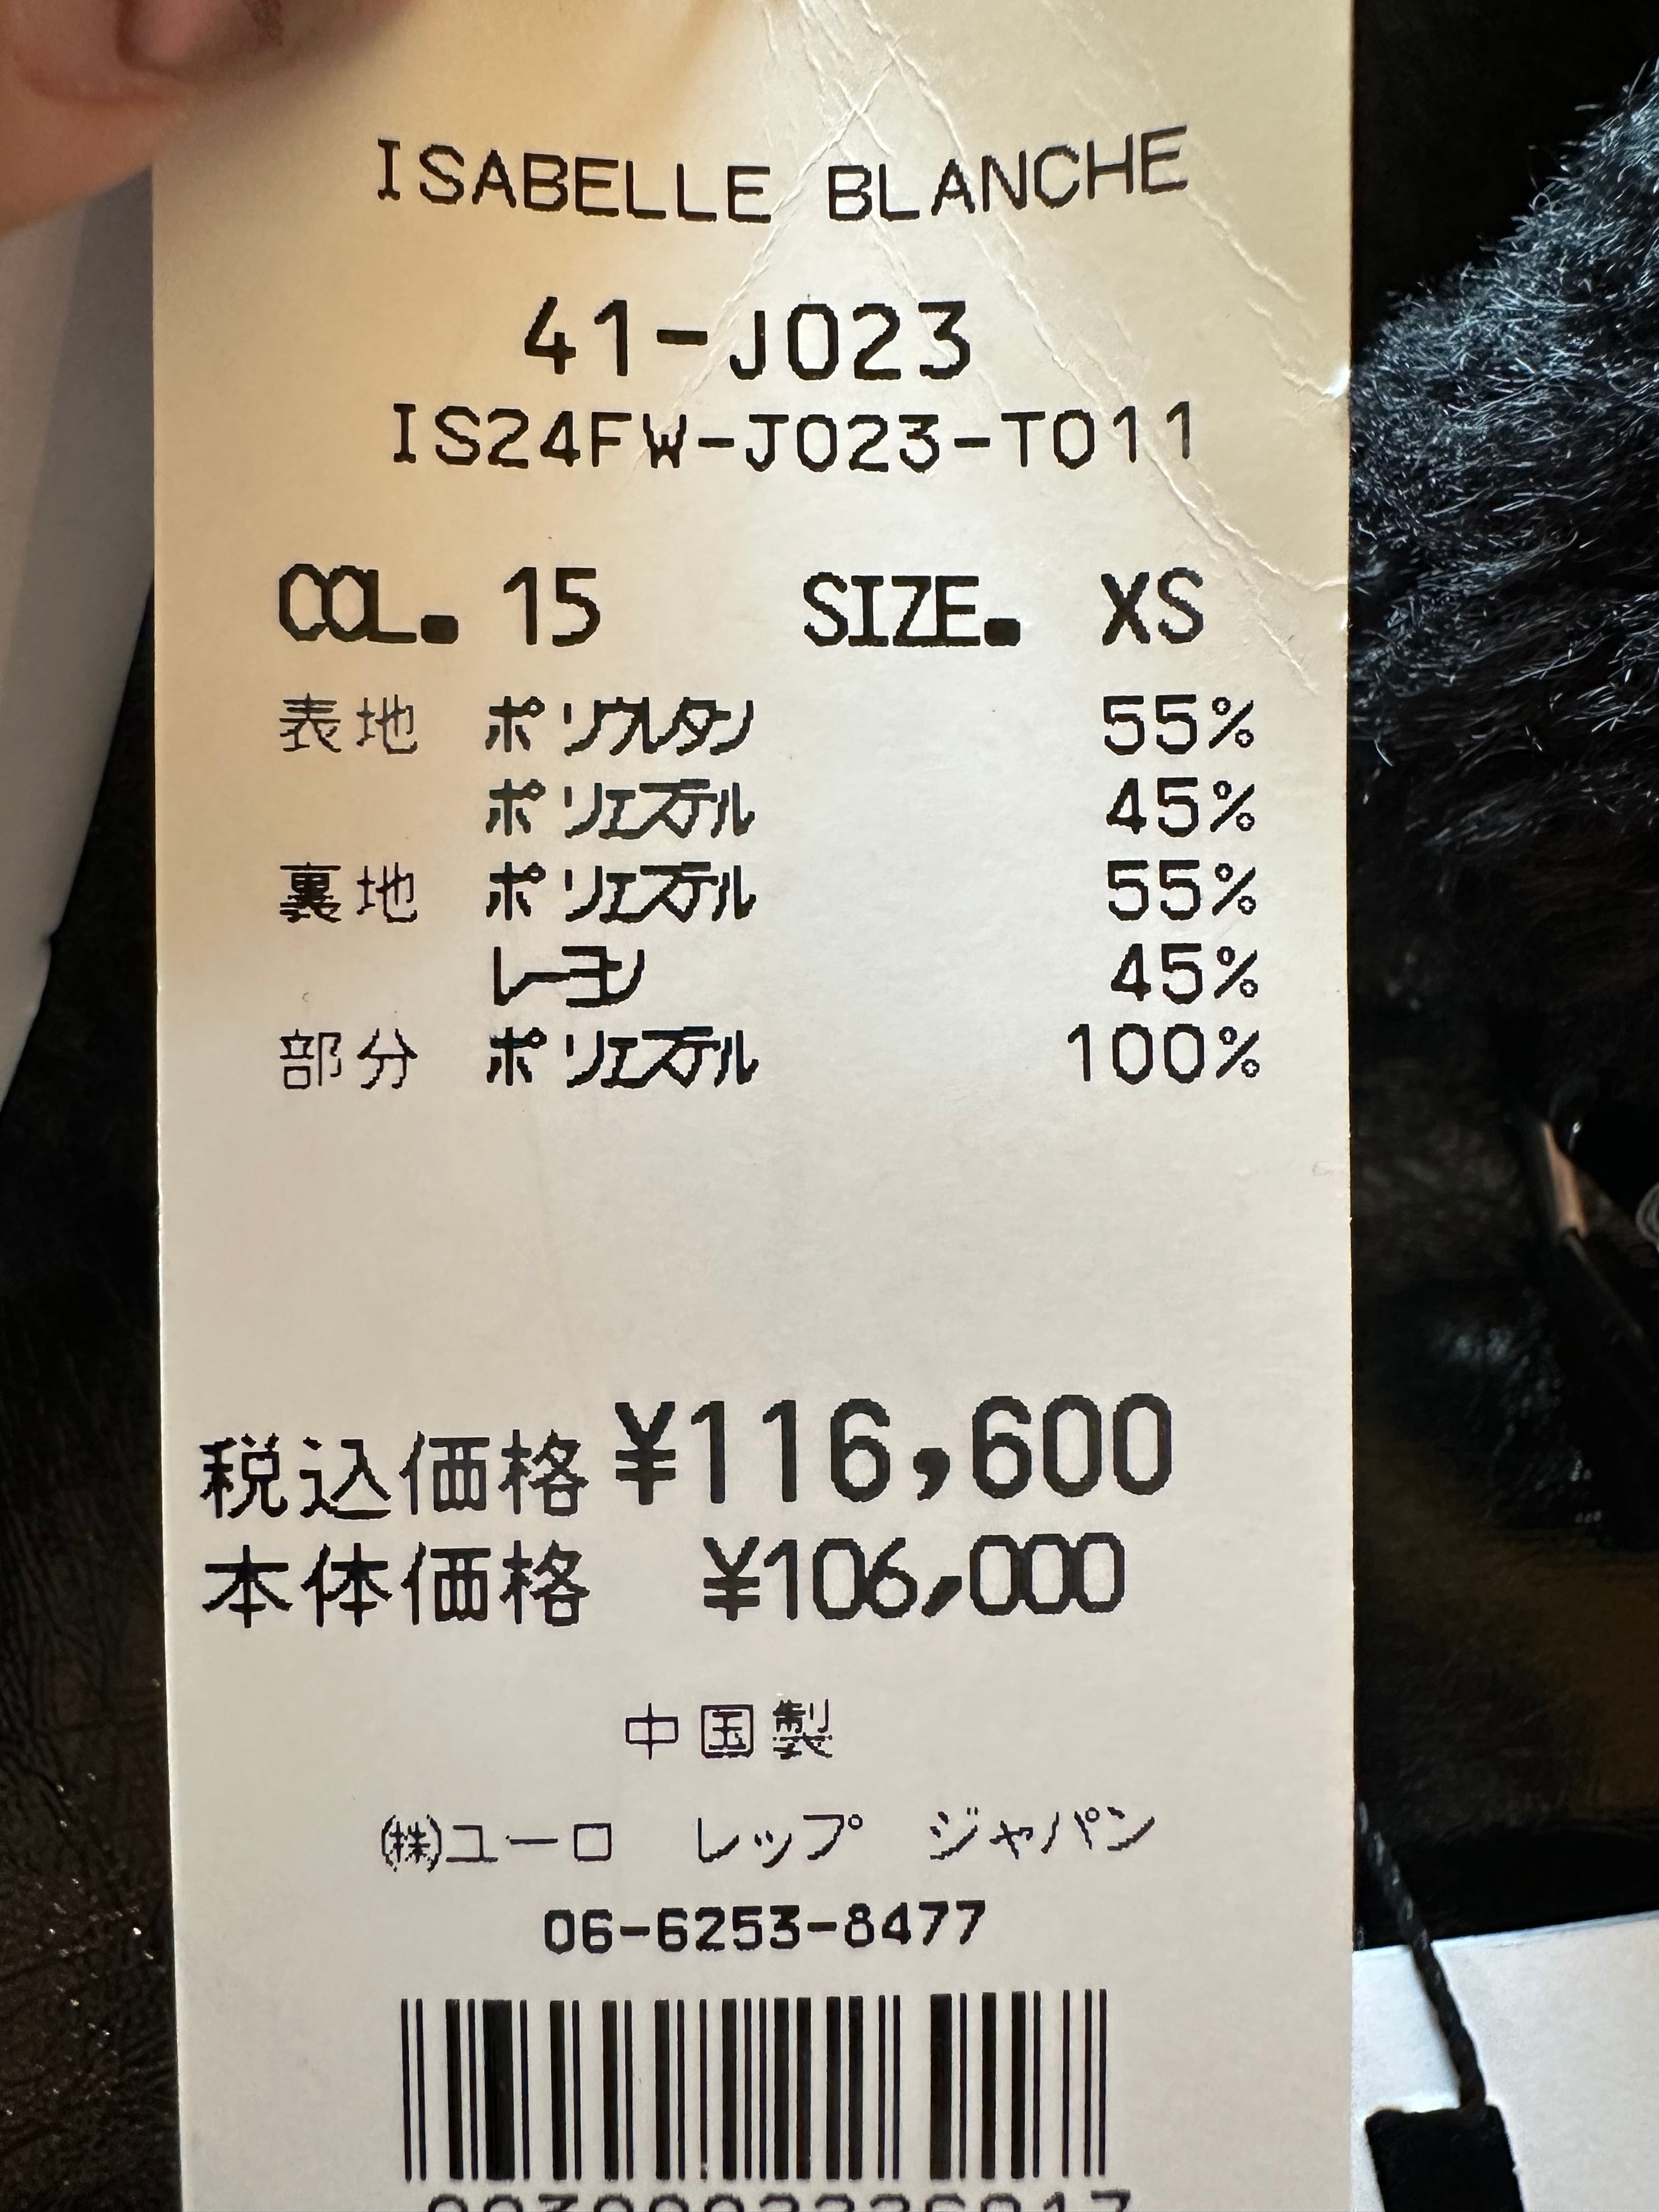 ISABELLE BLANCHE
41-J023
IS24FW-J023-T011
COL. 15 SIZE. XS
表地 ポリウレタン 55%
ポリエステル 45%
裏地 ポリエステル 55%
レーヨン 45%
部分 ポリエステル 100%
税込価格 ¥116,600
本体価格 ¥106,000
中国製
㈱ユーロ レップ ジャパン
06-6253-8477